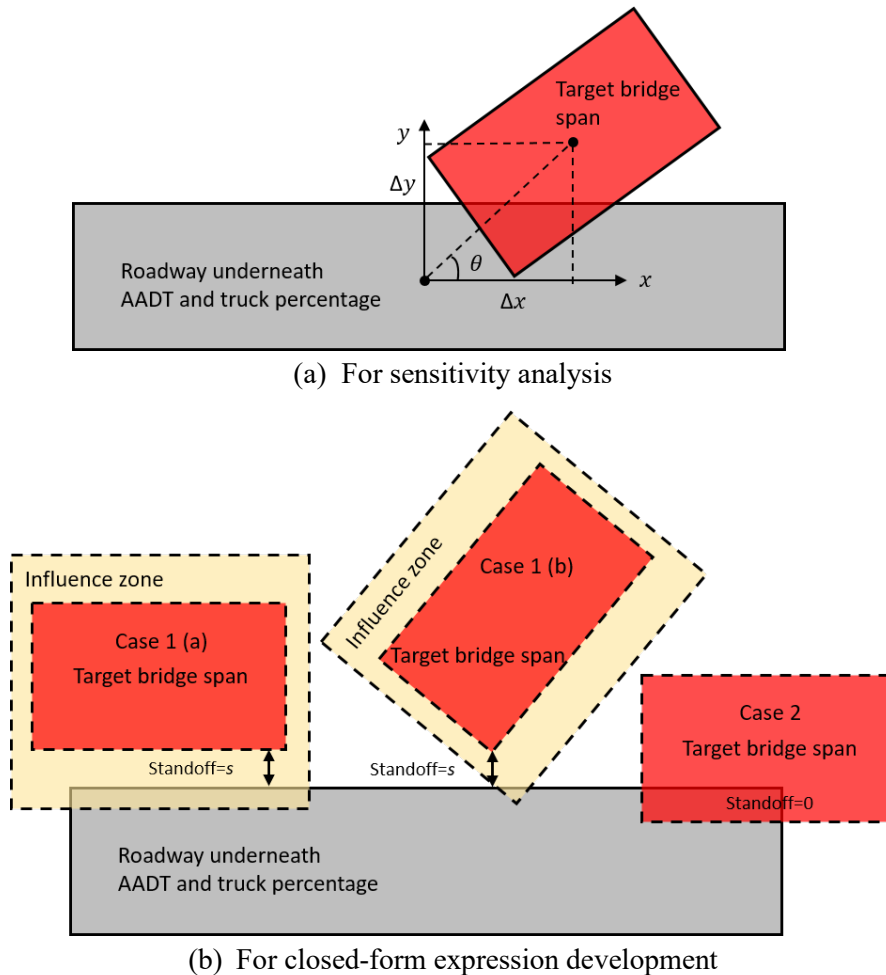 Target bridge
span
y
Δy
θ
Roadway underneath
AADT and truck percentage
Δx
x
(a) For sensitivity analysis
Influence zone
Case 1 (a)
Target bridge span
Standoff=s
Influence zone
Case 1 (b)
Target bridge span
Standoff=s
Case 2
Target bridge span
Standoff=0
Roadway underneath
AADT and truck percentage
(b) For closed-form expression development